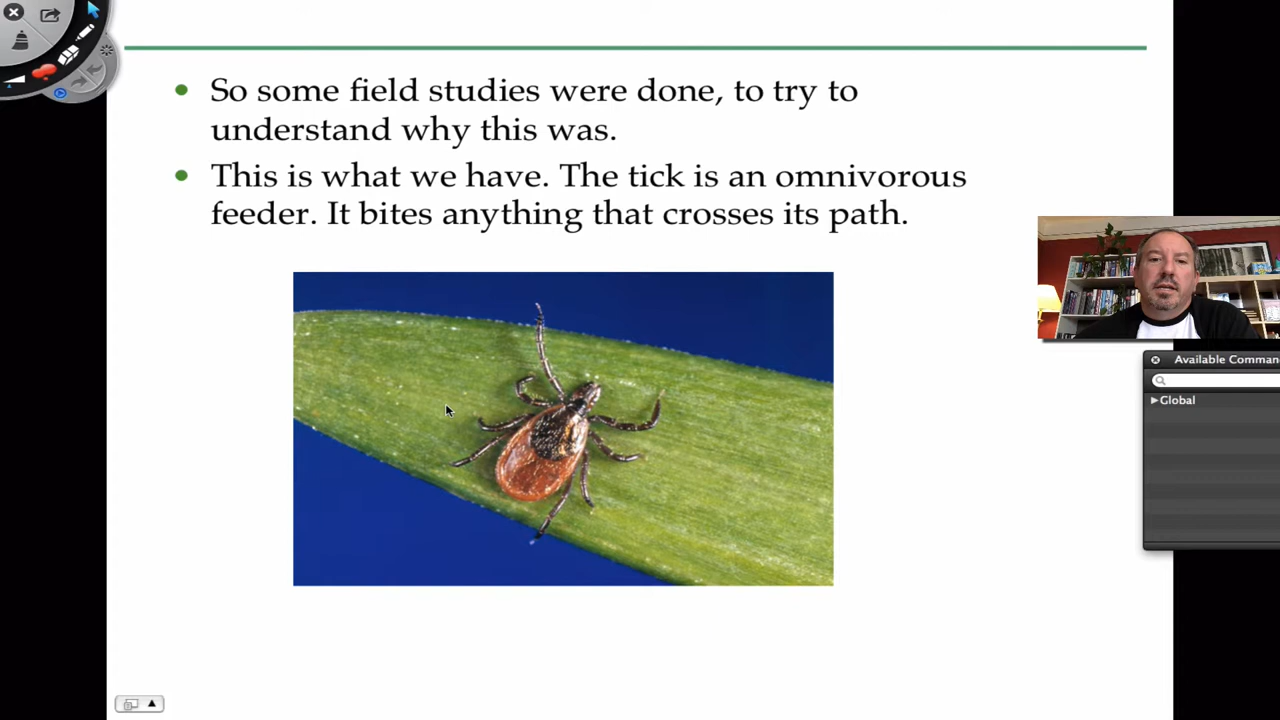 So some field studies were done, to try to
understand why this was.
This is what we have. The tick is an omnivorous
feeder. It bites anything that crosses its path.
Available Comman
Global